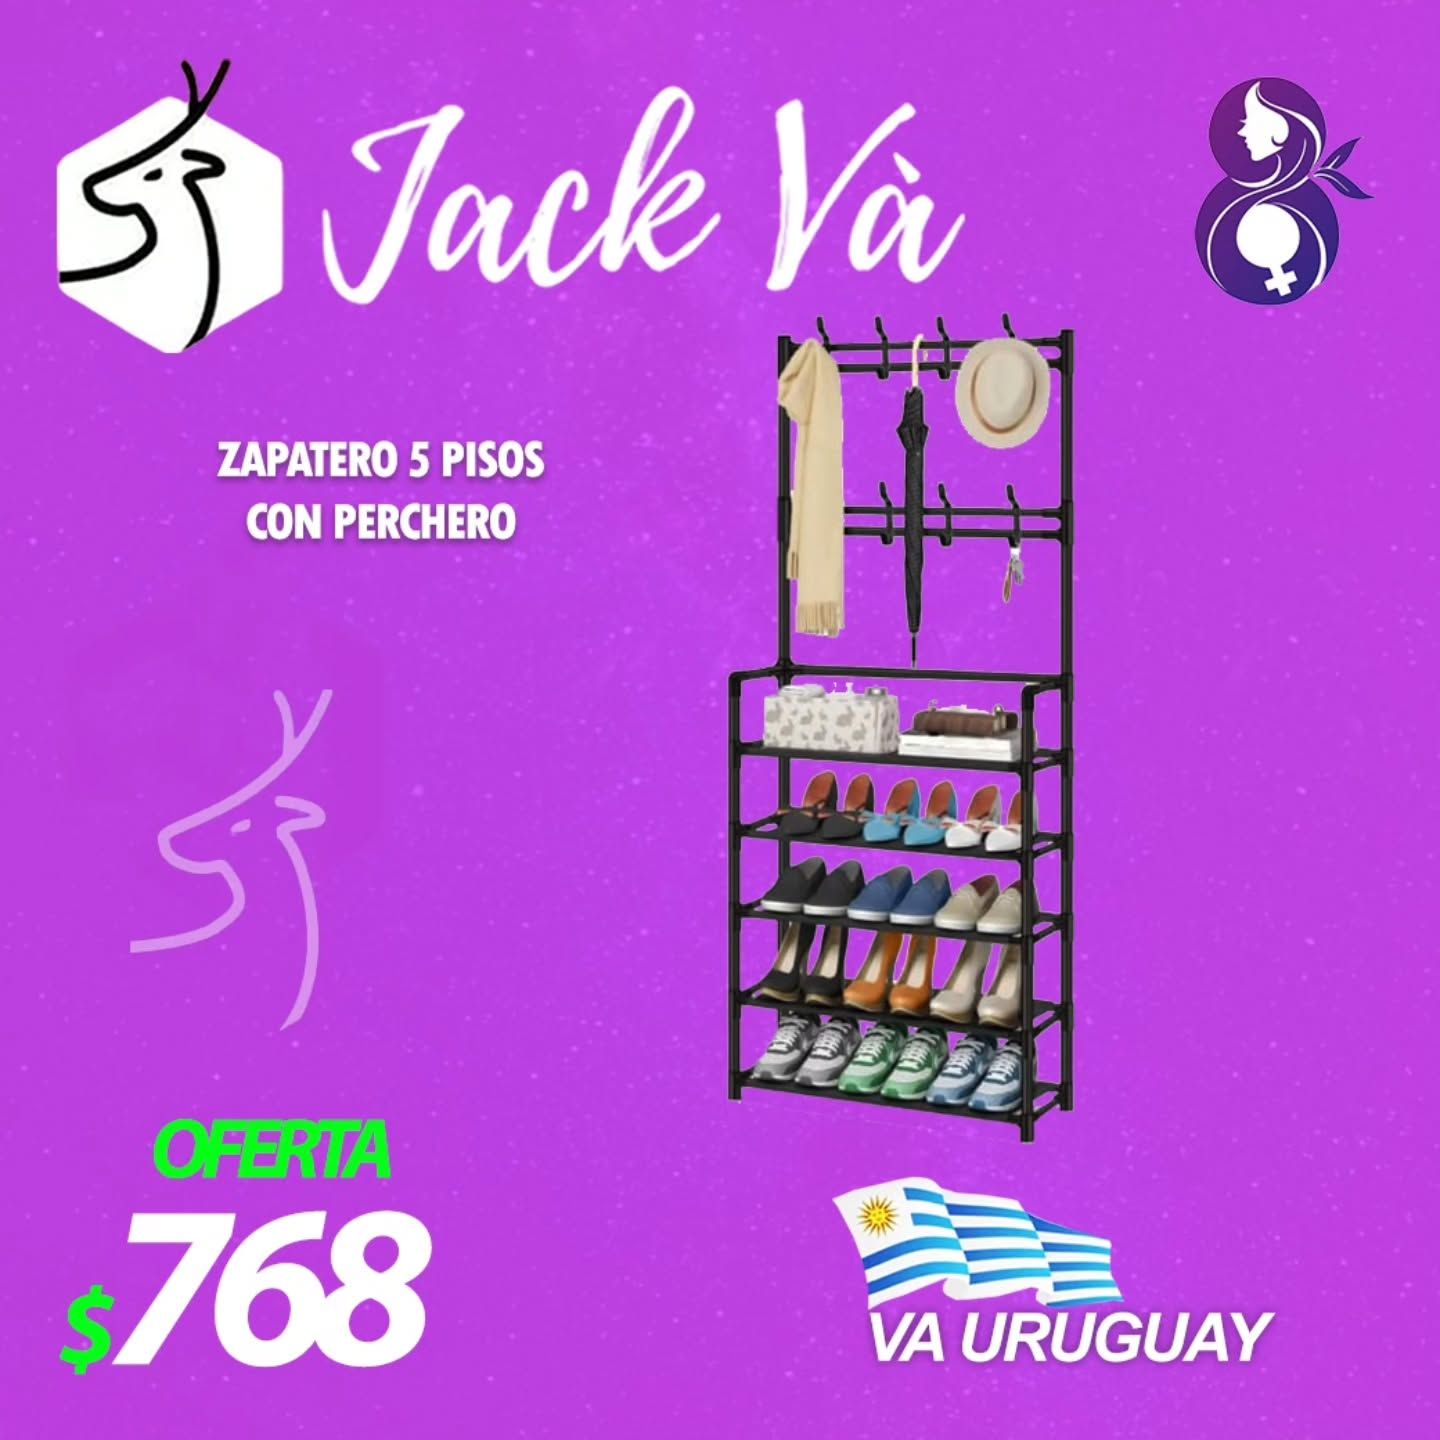 Jack Và
ZAPATERO 5 PISOS
CON PERCHERO
OFERTA
$768
VA URUGUAY